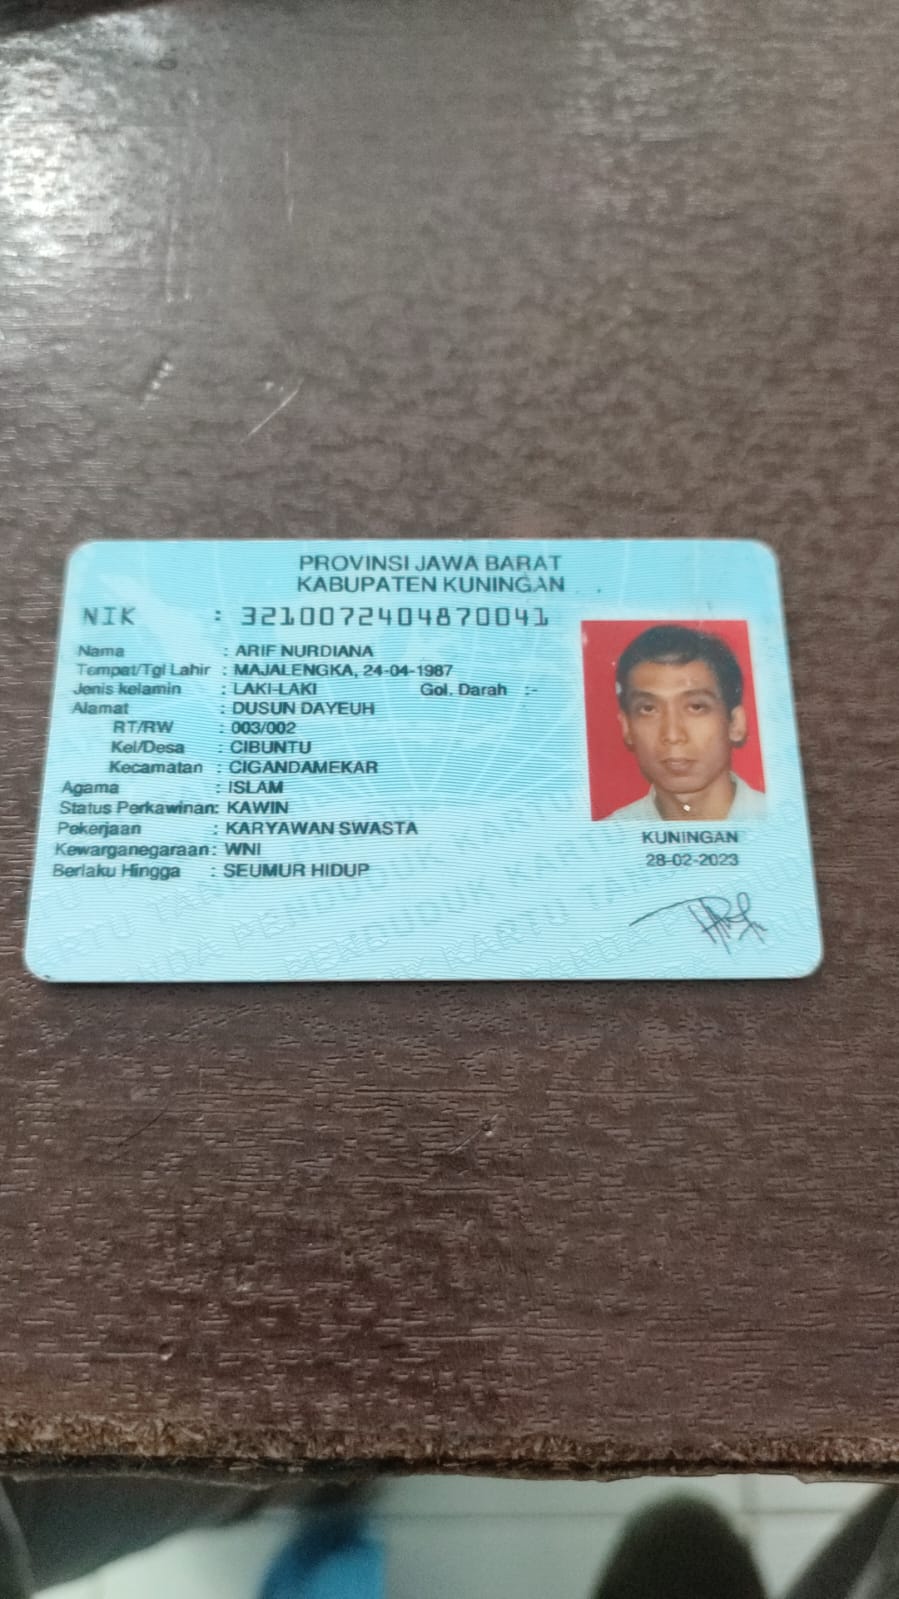 PROVINSI JAWA BARAT
KABUPATEN KUNINGAN
NIK : 3210072404870041
Nama : ARIF NURDIANA
Tempat/Tgl Lahir : MAJALENGKA, 24-04-1987
Jenis kelamin : LAKI-LAKI Gol. Darah :-
Alamat : DUSUN DAYEUH
RT/RW : 003/002
Kel/Desa : CIBUNTU
Kecamatan : CIGANDAMEKAR
Agama : ISLAM
Status Perkawinan: KAWIN
Pekerjaan : KARYAWAN SWASTA
Kewarganegaraan: WNI
Berlaku Hingga : SEUMUR HIDUP
KUNINGAN
28-02-2023